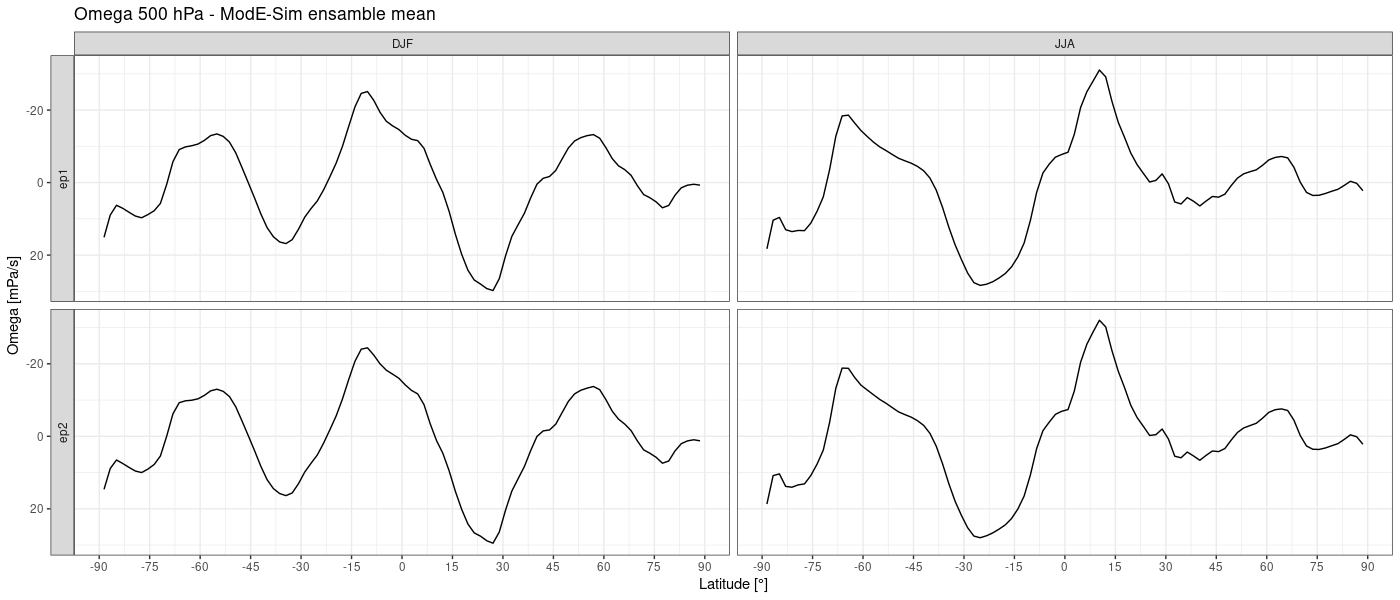 Omega 500 hPa - ModE-Sim ensamble mean
DJF
JJA
ep1
-20
0
20
ep2
-20
0
20
Omega [mPa/s]
-90 -75 -60 -45 -30 -15 0 15 30 45 60 75 90
-90 -75 -60 -45 -30 -15 0 15 30 45 60 75 90
Latitude [°]